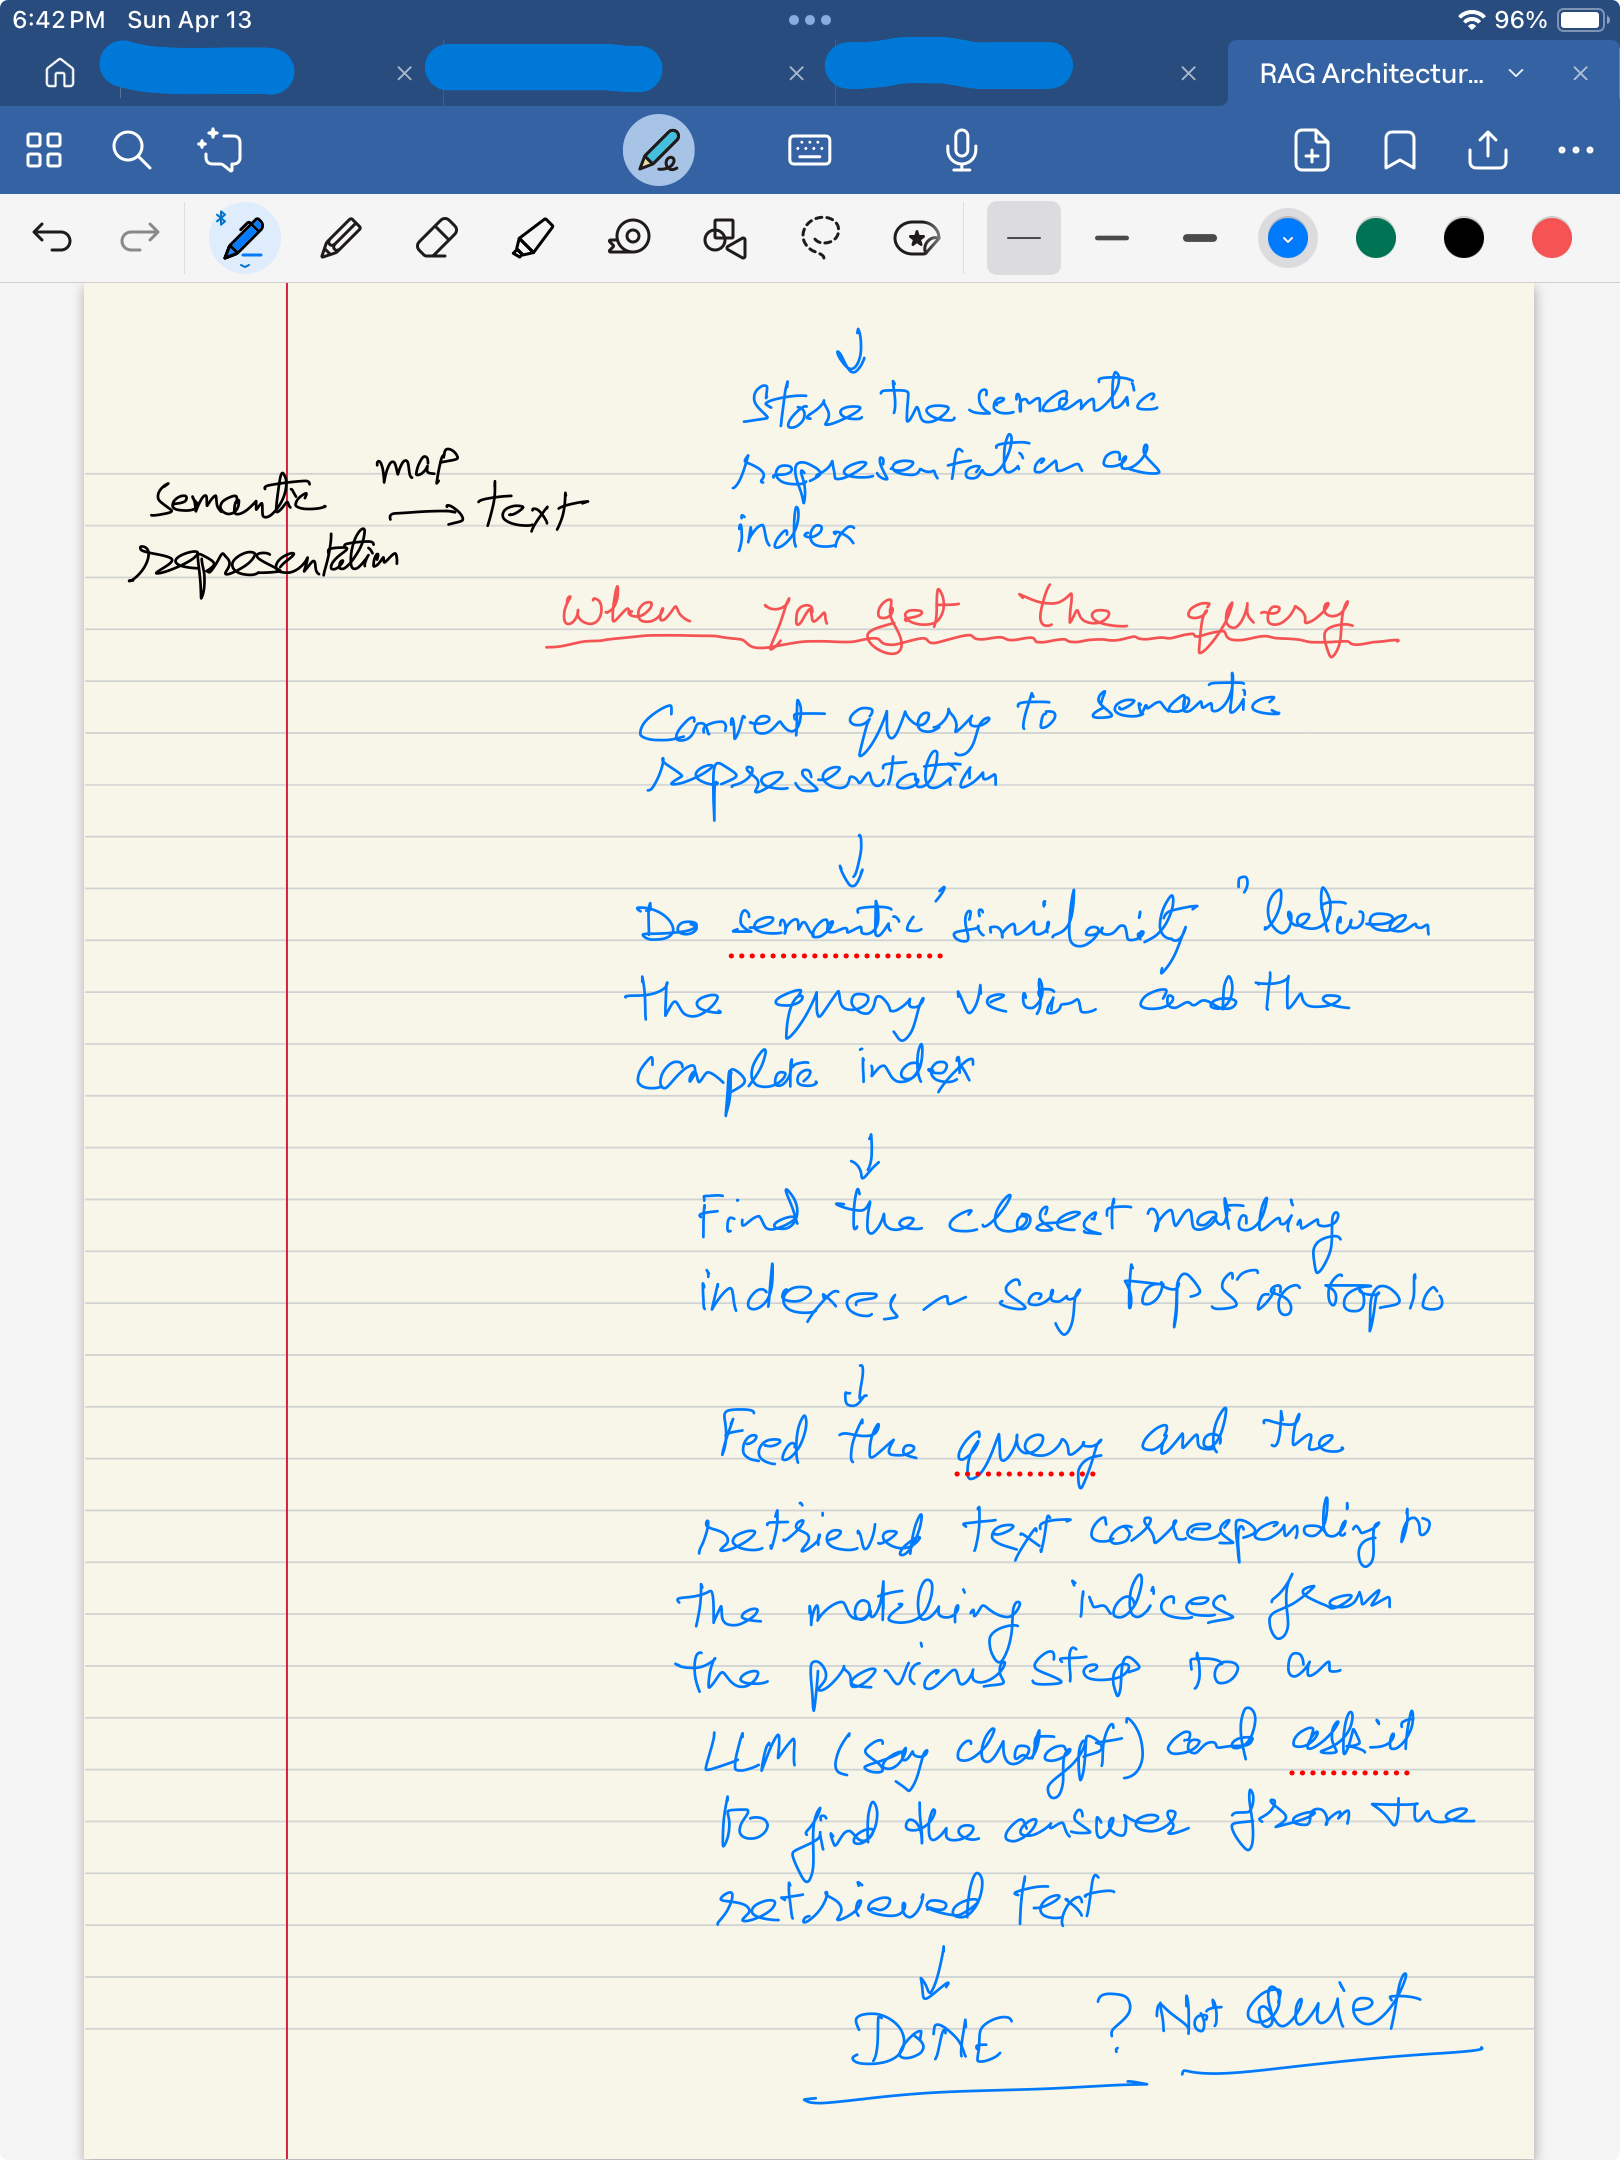 6:42 PM Sun Apr 13
96%
RAG Architectur...
Store the semantic
representation as
index
map
semantic → text
representation
When you get the query
Convert query to semantic
representation
Do semantic "similarity" between
the query vector and the
complete index
Find the closest matching
indexes ~ say top 5 or top 10
Feed the query and the
retrieved text corresponding to
the matching indices from
the previous step to an
LLM (say chatgpt) and ask it
to find the answer from the
retrieved text
DONE ? Not Quiet